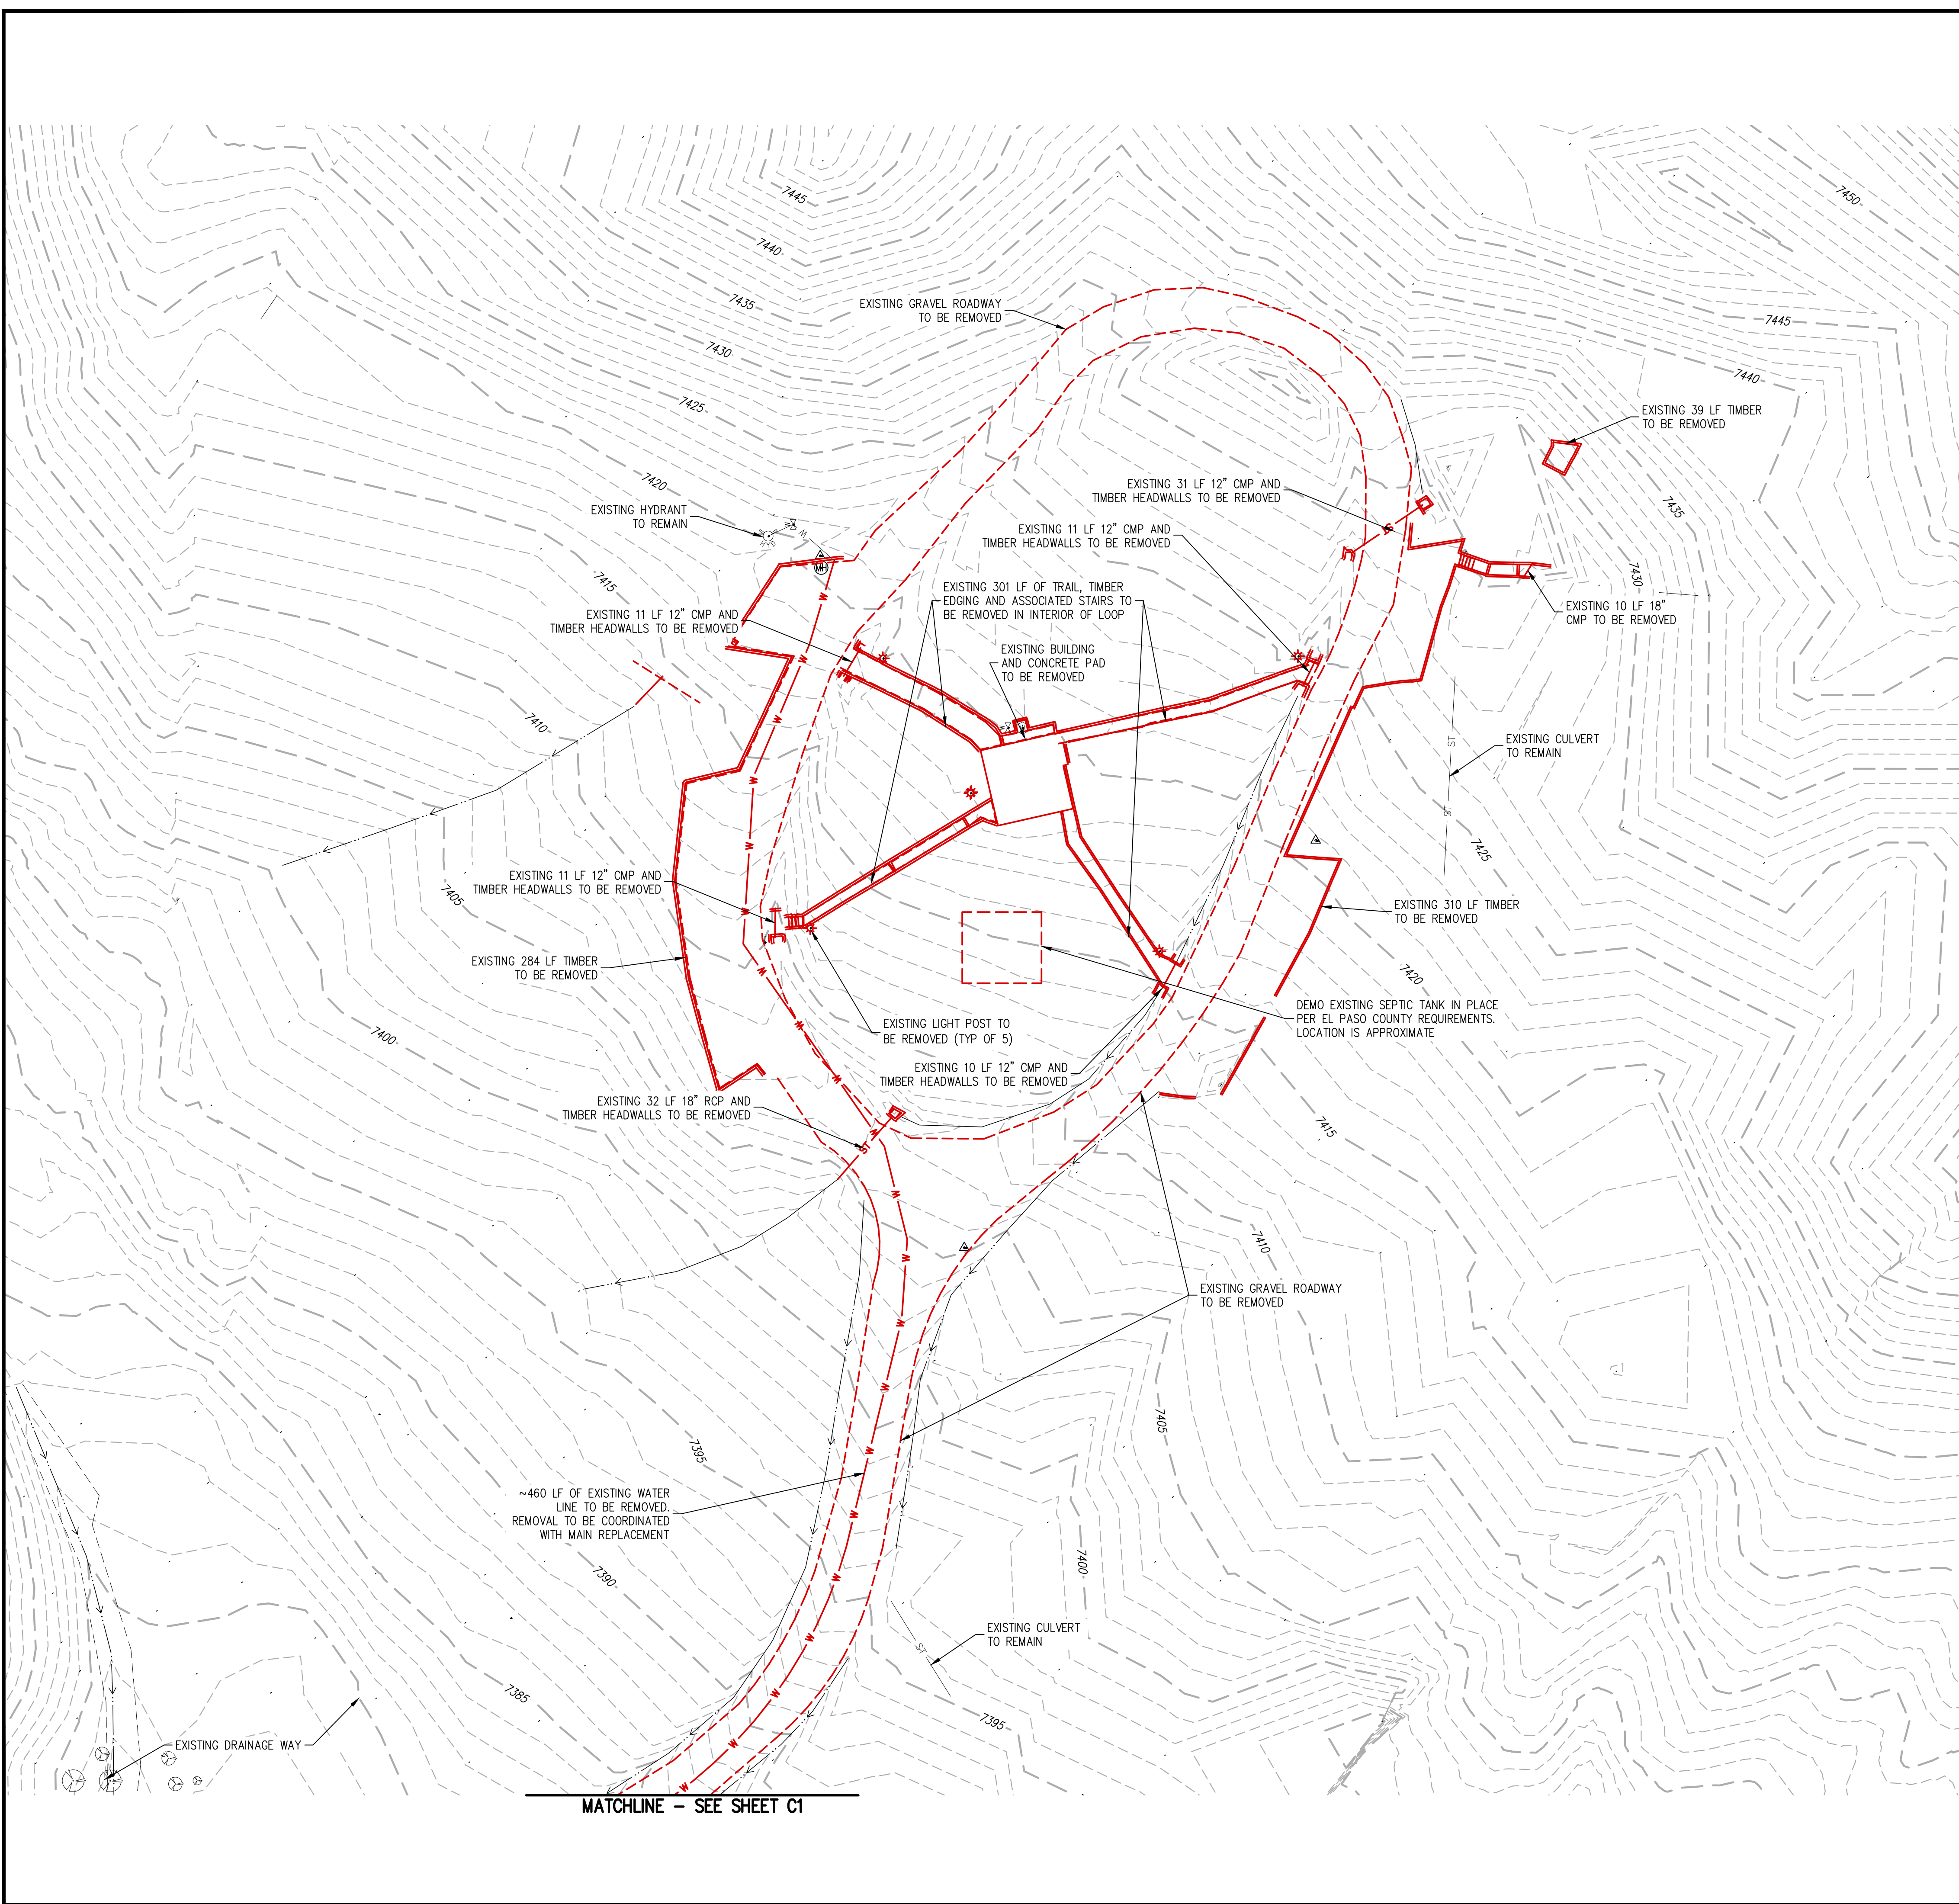 7445
7450
7440
7435
EXISTING GRAVEL ROADWAY
TO BE REMOVED
7445
7430
7440
7425
EXISTING 39 LF TIMBER
TO BE REMOVED
7420
EXISTING 31 LF 12" CMP AND
TIMBER HEADWALLS TO BE REMOVED
7435
EXISTING HYDRANT
TO REMAIN
HYD
W
ST
EXISTING 11 LF 12" CMP AND
TIMBER HEADWALLS TO BE REMOVED
MH
7415
7430
EXISTING 301 LF OF TRAIL, TIMBER
EDGING AND ASSOCIATED STAIRS TO
BE REMOVED IN INTERIOR OF LOOP
EXISTING 10 LF 18"
CMP TO BE REMOVED
EXISTING 11 LF 12" CMP AND
TIMBER HEADWALLS TO BE REMOVED
W
EXISTING BUILDING
AND CONCRETE PAD
TO BE REMOVED
W
7410
W
ST
EXISTING CULVERT
TO REMAIN
W
ST
W
7425
EXISTING 11 LF 12" CMP AND
TIMBER HEADWALLS TO BE REMOVED
7405
W
EXISTING 310 LF TIMBER
TO BE REMOVED
EXISTING 284 LF TIMBER
TO BE REMOVED
W
7420
DEMO EXISTING SEPTIC TANK IN PLACE
PER EL PASO COUNTY REQUIREMENTS.
LOCATION IS APPROXIMATE
7400
W
EXISTING LIGHT POST TO
BE REMOVED (TYP OF 5)
EXISTING 10 LF 12" CMP AND
TIMBER HEADWALLS TO BE REMOVED
W
EXISTING 32 LF 18" RCP AND
TIMBER HEADWALLS TO BE REMOVED
7415
W
ST
W
7410
W
EXISTING GRAVEL ROADWAY
TO BE REMOVED
W
W
7405
7395
W
~460 LF OF EXISTING WATER
LINE TO BE REMOVED.
REMOVAL TO BE COORDINATED
WITH MAIN REPLACEMENT
W
7400
7390
W
W
ST
EXISTING CULVERT
TO REMAIN
7385
W
7395
EXISTING DRAINAGE WAY
W
W
MATCHLINE – SEE SHEET C1